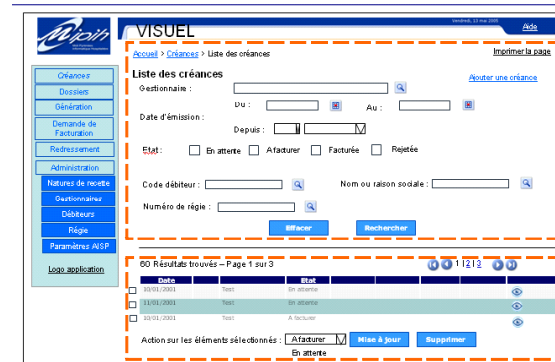 Mipih
VISUEL
Vendredi, 13 mai 2005
Aide
Accueil > Créances > Liste des créances
Imprimer la page
Créances
Dossiers
Génération
Demande de
Facturation
Redressement
Administration
Natures de recette
Gestionnaires
Débiteurs
Régie
Paramètres AISP
Logo application
Liste des créances
Ajouter une créance
Gestionnaire :
Date d'émission :
Du :
Au :
Depuis :
Etat :
En attente
A facturer
Facturée
Rejetée
Code débiteur :
Nom ou raison sociale :
Numéro de régie :
Effacer
Rechercher
60 Résultats trouvés – Page 1 sur 3
1|2|3
Date
Etat
10/01/2001
Test
En attente
11/01/2001
Test
En attente
10/01/2001
Test
A facturer
Action sur les éléments sélectionnés :
A facturer
Mise à jour
Supprimer
En attente